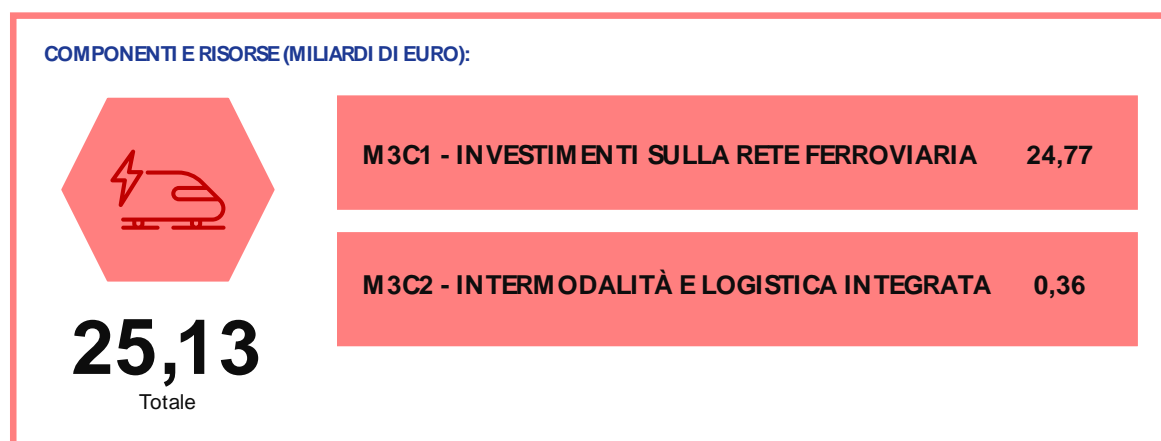 COMPONENTI E RISORSE (MILIARDI DI EURO):
M3C1 - INVESTIMENTI SULLA RETE FERROVIARIA 24,77
M3C2 - INTERMODALITÀ E LOGISTICA INTEGRATA 0,36
25,13
Totale